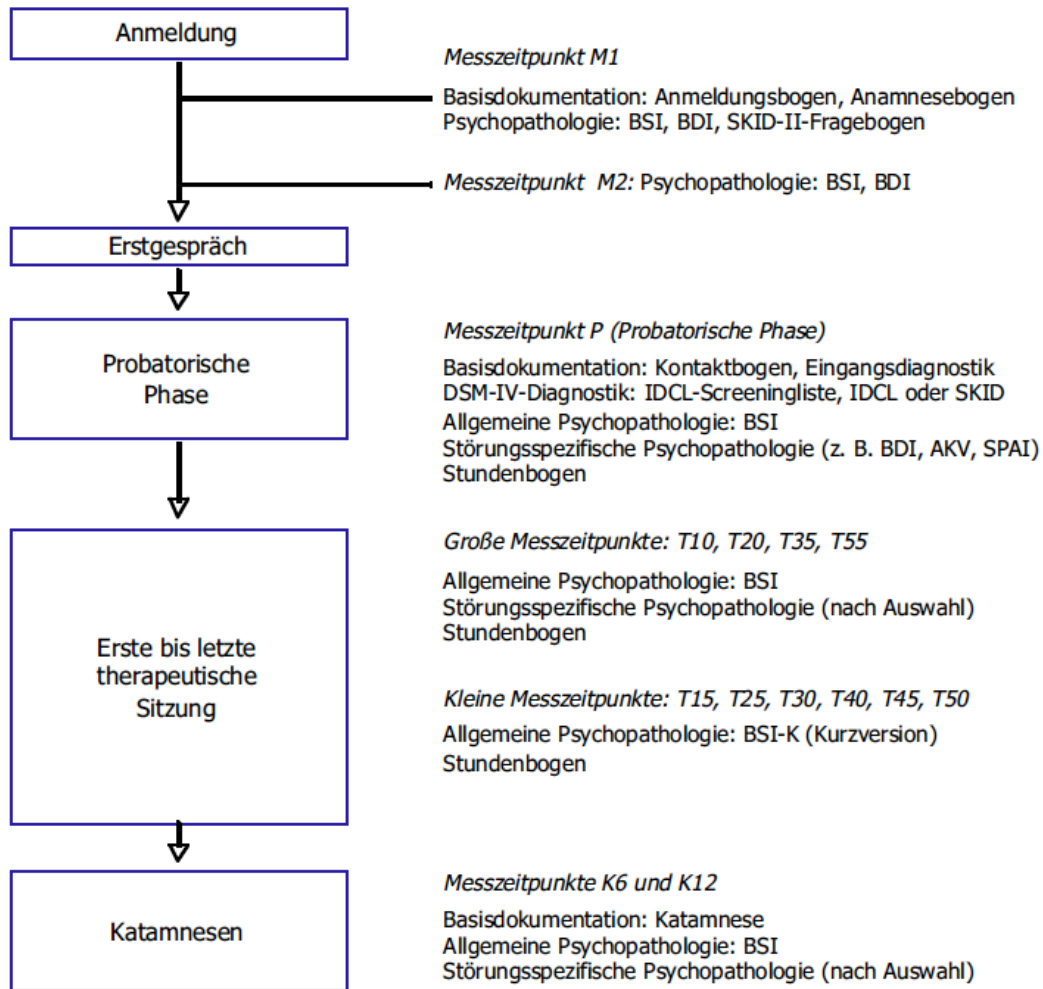 Anmeldung
Messzeitpunkt M1
Basisdokumentation: Anmeldungsbogen, Anamnesebogen
Psychopathologie: BSI, BDI, SKID-II-Fragebogen
Messzeitpunkt M2: Psychopathologie: BSI, BDI
Erstgespräch
Probatorische
Phase
Messzeitpunkt P (Probatorische Phase)
Basisdokumentation: Kontaktbogen, Eingangsdiagnostik
DSM-IV-Diagnostik: IDCL-Screeningliste, IDCL oder SKID
Allgemeine Psychopathologie: BSI
Störungsspezifische Psychopathologie (z. B. BDI, AKV, SPAI)
Stundenbogen
Erste bis letzte
therapeutische
Sitzung
Große Messzeitpunkte: T10, T20, T35, T55
Allgemeine Psychopathologie: BSI
Störungsspezifische Psychopathologie (nach Auswahl)
Stundenbogen
Kleine Messzeitpunkte: T15, T25, T30, T40, T45, T50
Allgemeine Psychopathologie: BSI-K (Kurzversion)
Stundenbogen
Katamnesen
Messzeitpunkte K6 und K12
Basisdokumentation: Katamnese
Allgemeine Psychopathologie: BSI
Störungsspezifische Psychopathologie (nach Auswahl)